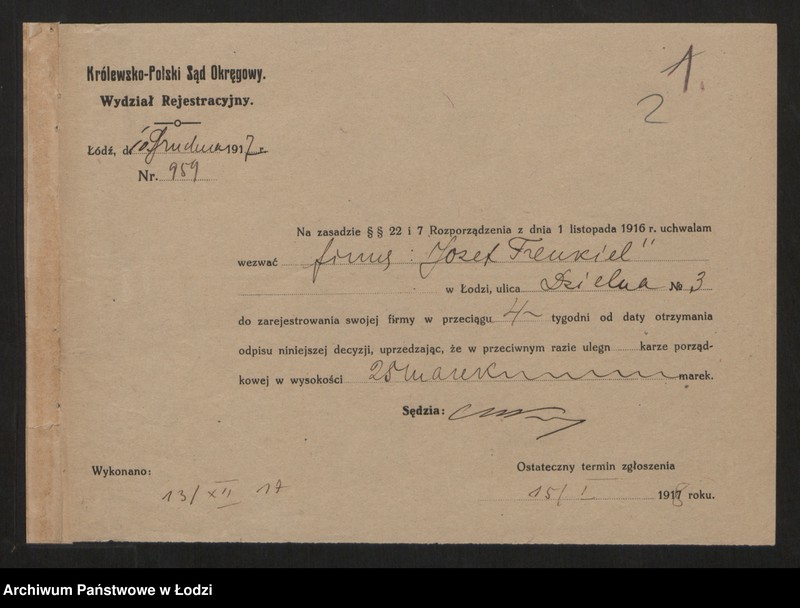 1.
2
Królewsko-Polski Sąd Okręgowy.
Wydział Rejestracyjny.
Łódź, d. 10 Grudnia 1917 r.
Nr. 959
Na zasadzie § § 22 i 7 Rozporządzenia z dnia 1 listopada 1916 r. uchwalam
wezwać firmę: "Josef Frenkiel"
w Łodzi, ulica Dzielna № 3
do zarejestrowania swojej firmy w przeciągu 4 tygodni od daty otrzymania
odpisu niniejszej decyzji, uprzedzając, że w przeciwnym razie ulegn karze porząd-
kowej w wysokości 25 marek marek.
Sędzia:
Wykonano:
13/XII 17
Ostateczny termin zgłoszenia
15/I 1918 roku.
Archiwum Państwowe w Łodzi